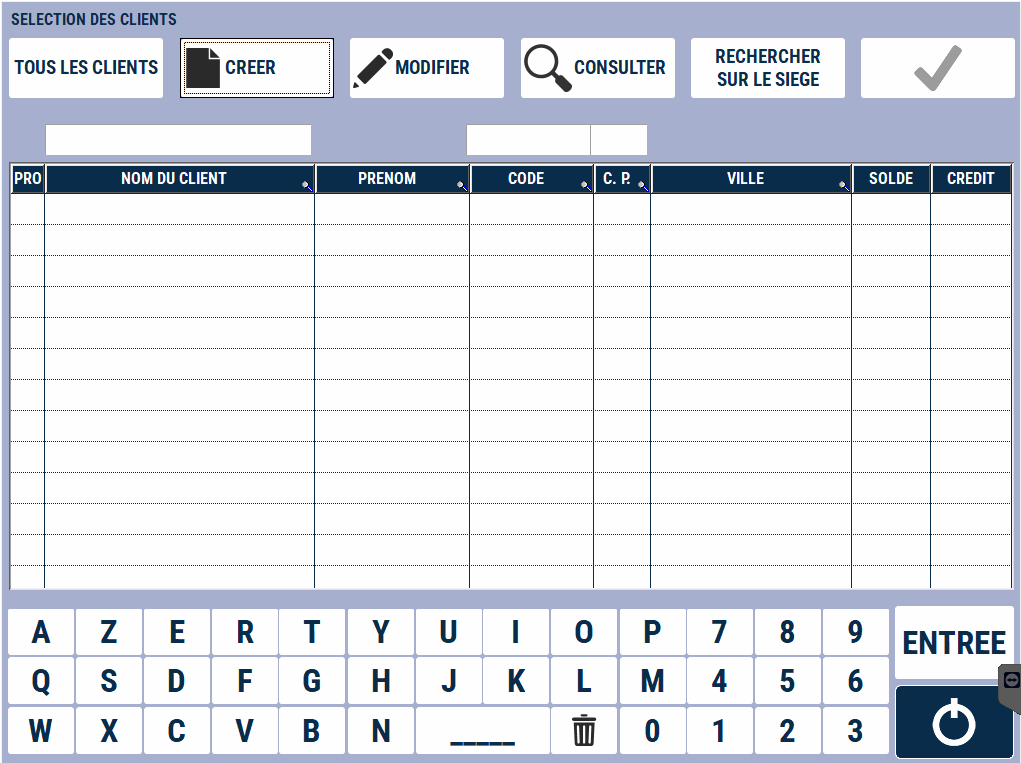 SELECTION DES CLIENTS
TOUS LES CLIENTS CREER MODIFIER CONSULTER RECHERCHER
SUR LE SIEGE
PRO NOM DU CLIENT PRENOM CODE C. P. VILLE SOLDE CREDIT
A Z E R T Y U I O P 7 8 9 ENTREE
Q S D F G H J K L M 4 5 6
W X C V B N _____ 0 1 2 3